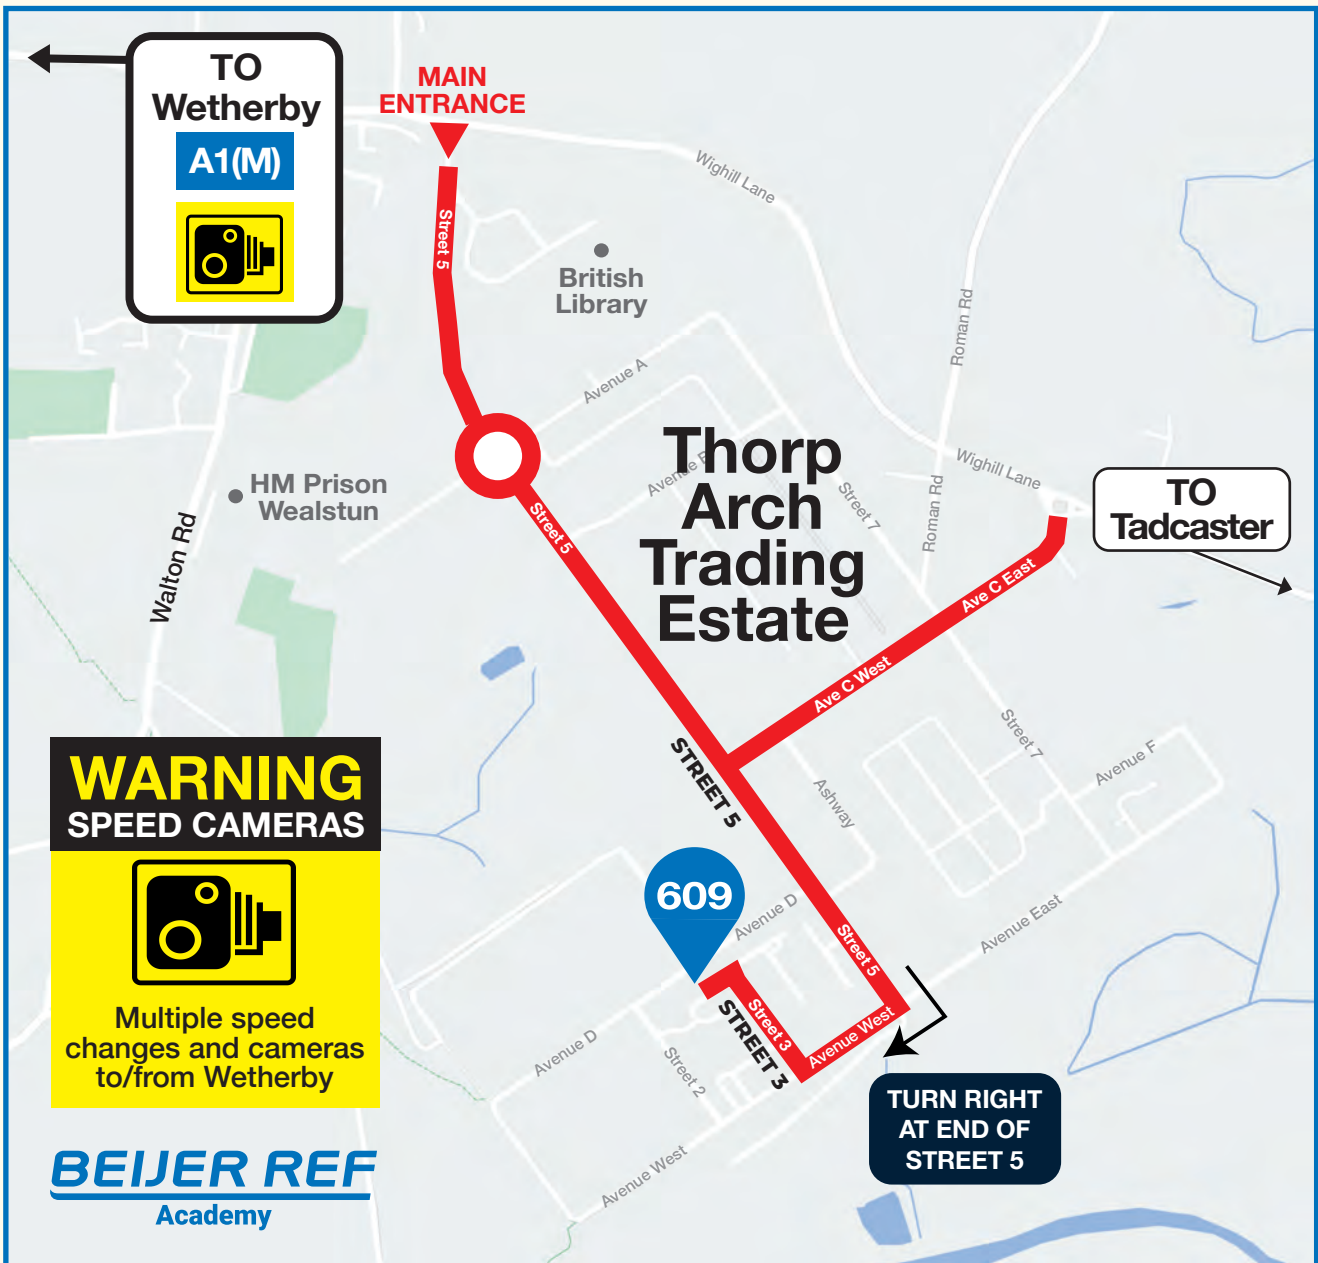 TO
Wetherby
A1(M)
MAIN
ENTRANCE
Wighill Lane
Street 5
British
Library
Roman Rd
Avenue A
Thorp
Arch
Trading
Estate
Avenue E
Street 7
Wighill Lane
Roman Rd
TO
Tadcaster
HM Prison
Wealstun
Walton Rd
Street 5
Ave C East
Ave C West
STREET 5
Street 7
Avenue F
Ashway
WARNING
SPEED CAMERAS
Multiple speed
changes and cameras
to/from Wetherby
609
Avenue D
Street 5
Avenue East
Street 3
STREET 3
Avenue West
Avenue D
Street 2
TURN RIGHT
AT END OF
STREET 5
Avenue West
BEIJER REF
Academy